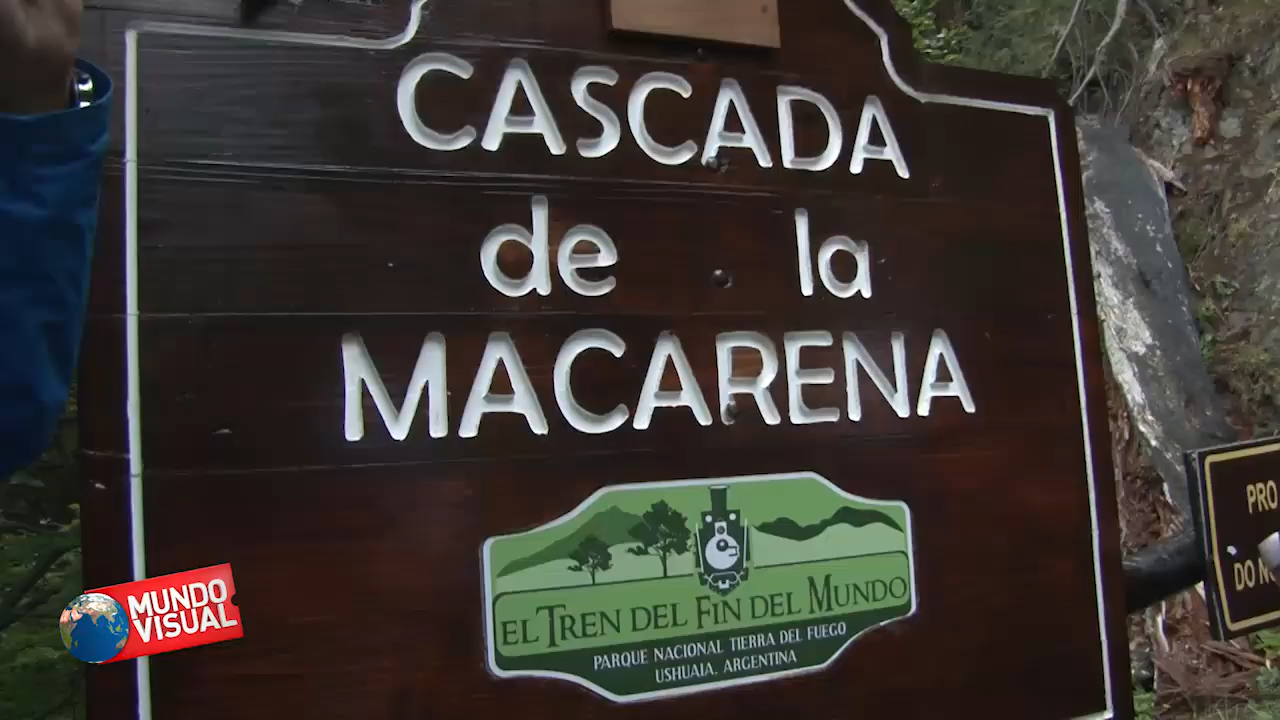 CASCADA
de la
MACARENA
EL TREN DEL FIN DEL MUNDO
PARQUE NACIONAL TIERRA DEL FUEGO
USHUAIA, ARGENTINA
MUNDO
VISUAL
PRO
DO